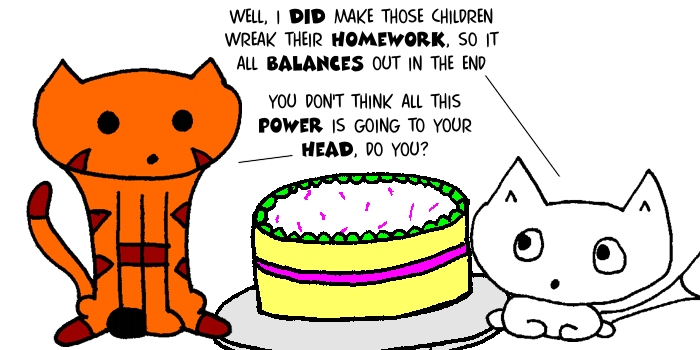 WELL, I DID MAKE THOSE CHILDREN
WREAK THEIR HOMEWORK, SO IT
ALL BALANCES OUT IN THE END
YOU DON'T THINK ALL THIS
POWER IS GOING TO YOUR
HEAD, DO YOU?